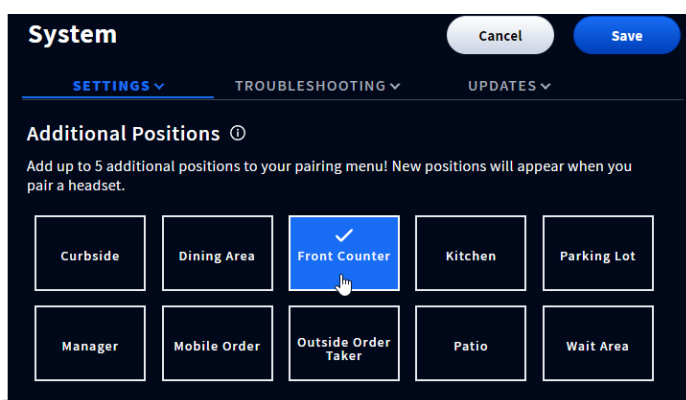 System
Cancel
Save
SETTINGS
TROUBLESHOOTING
UPDATES
Additional Positions
Add up to 5 additional positions to your pairing menu! New positions will appear when you
pair a headset.
Curbside
Dining Area
Front Counter
Kitchen
Parking Lot
Manager
Mobile Order
Outside Order
Taker
Patio
Wait Area